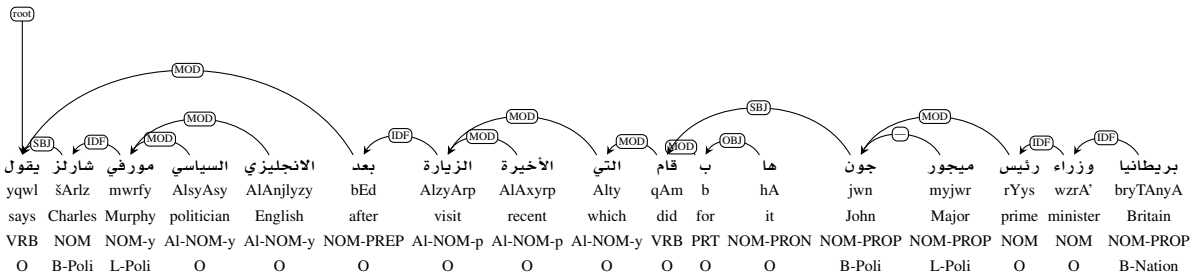 root
MOD
SBJ
MOD
MOD
MOD
SBJ IDF MOD IDF MOD MOD MOD OBJ — IDF IDF
يقول شارلز مورفي السياسي الانجليزي بعد الزيارة الأخيرة التي قام ب ها جون ميجور رئيس وزراء بريطانيا
yqwl šArlz mwrfy AlsyAsy AlAnjlyzy bEd AlzyArp AlAxyrp Alty qAm b hA jwn myjwr rYys wzrA' bryTAnyA
says Charles Murphy politician English after visit recent which did for it John Major prime minister Britain
VRB NOM NOM-y Al-NOM-y Al-NOM-y NOM-PREP Al-NOM-p Al-NOM-p Al-NOM-y VRB PRT NOM-PRON NOM-PROP NOM-PROP NOM NOM NOM-PROP
O B-Poli L-Poli O O O O O O O O O B-Poli L-Poli O O B-Nation